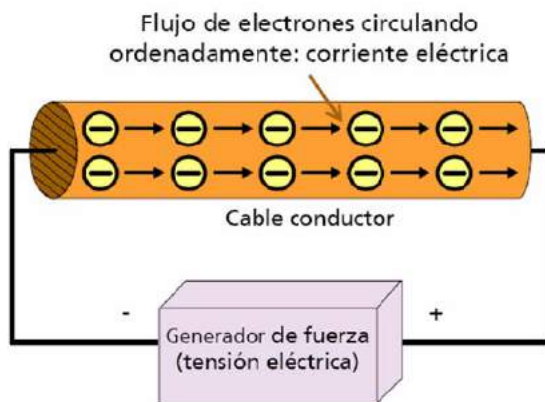 Flujo de electrones circulando
ordenadamente: corriente eléctrica
Cable conductor
- +
Generador de fuerza
(tensión eléctrica)